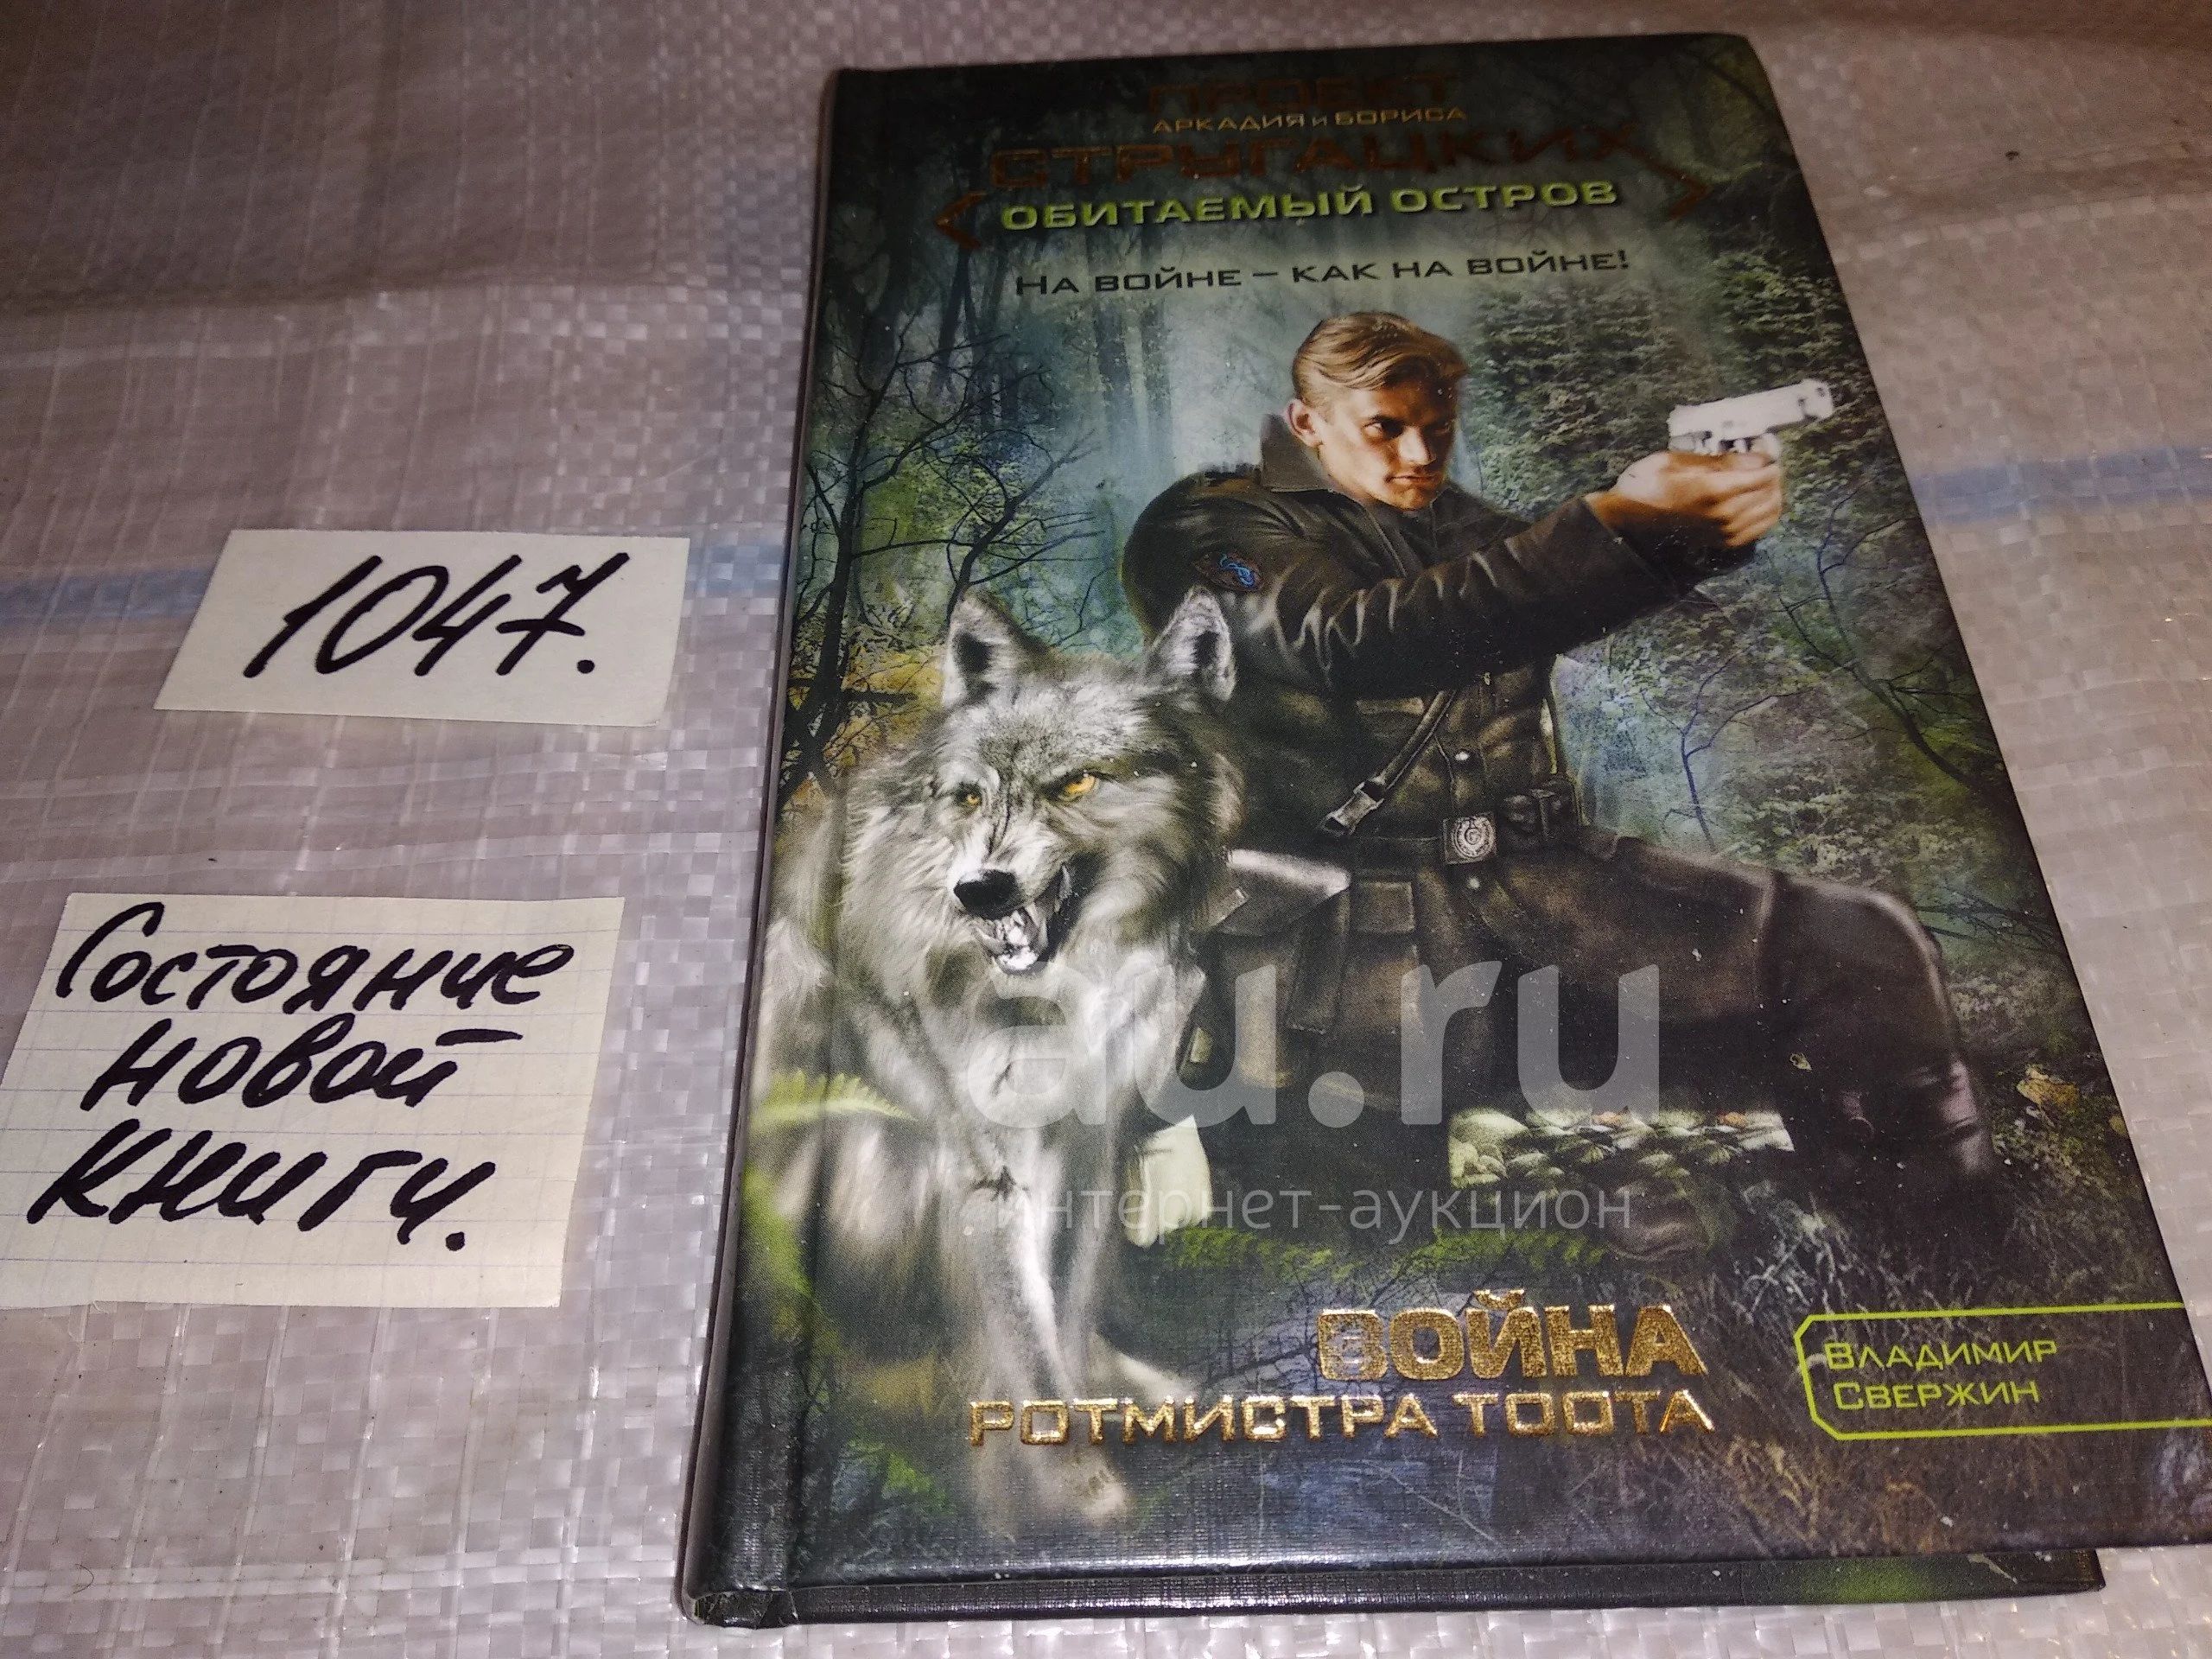 ПРОЕКТ
АРКАДИЯ и БОРИСА
СТРУГАЦКИХ
ОБИТАЕМЫЙ ОСТРОВ
НА ВОЙНЕ – КАК НА ВОЙНЕ!
1047.
Состояние
новой
книги.
au.ru
интернет-аукцион
ВОЙНА
РОТМИСТРА ТООТА
ВЛАДИМИР
СВЕРЖИН